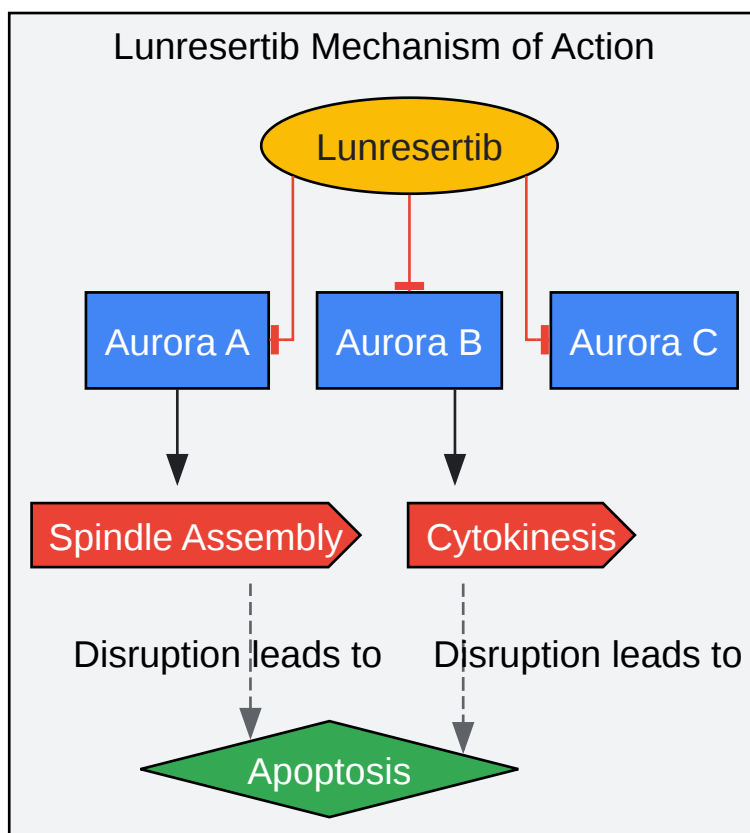 Lunresertib Mechanism of Action
Lunresertib
Aurora A
Aurora B
Aurora C
Spindle Assembly
Cytokinesis
Disruption leads to
Disruption leads to
Apoptosis